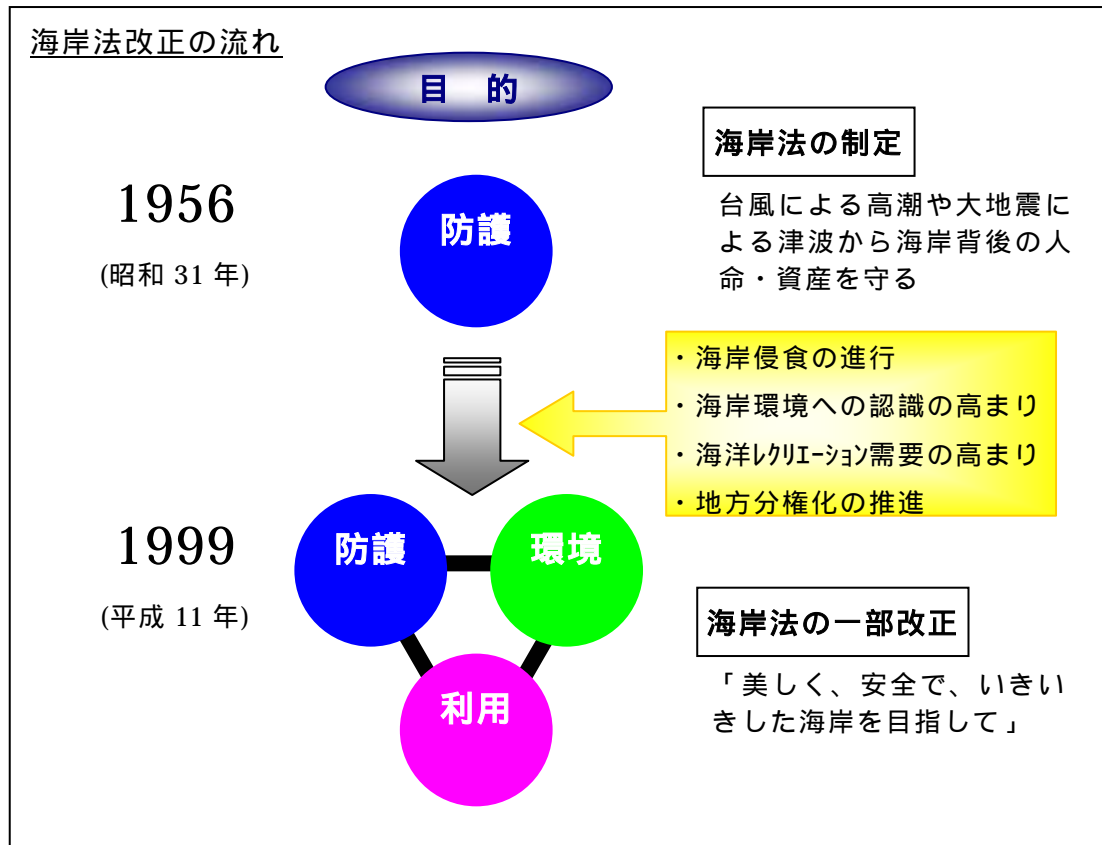 海岸法改正の流れ
目 的
海岸法の制定
1956
(昭和 31 年)
防護
台風による高潮や大地震に
よる津波から海岸背後の人
命・資産を守る
・海岸侵食の進行
・海岸環境への認識の高まり
・海洋ﾚｸﾘｴｰｼｮﾝ需要の高まり
・地方分権化の推進
1999
(平成 11 年)
防護
環境
利用
海岸法の一部改正
「美しく、安全で、いきい
きした海岸を目指して」